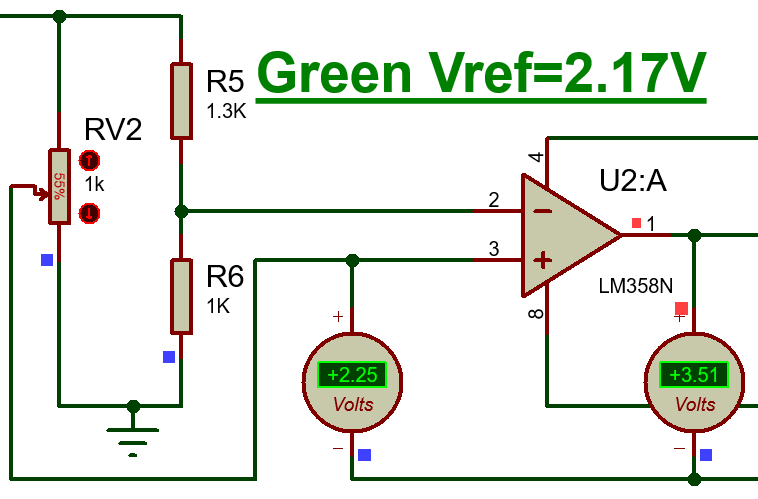 Green Vref=2.17V
R5
1.3K
RV2
55%
1k
4
U2:A
2
1
3
R6
1K
LM358N
8
+
+
+2.25
Volts
+3.51
Volts
−
−